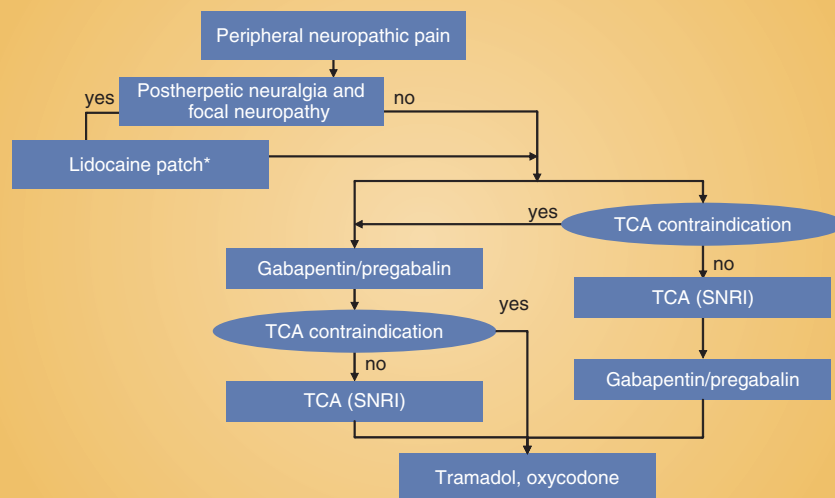 Peripheral neuropathic pain
Postherpetic neuralgia and
focal neuropathy
yes
no
Lidocaine patch*
yes
TCA contraindication
no
Gabapentin/pregabalin
TCA (SNRI)
yes
TCA contraindication
no
Gabapentin/pregabalin
TCA (SNRI)
Tramadol, oxycodone